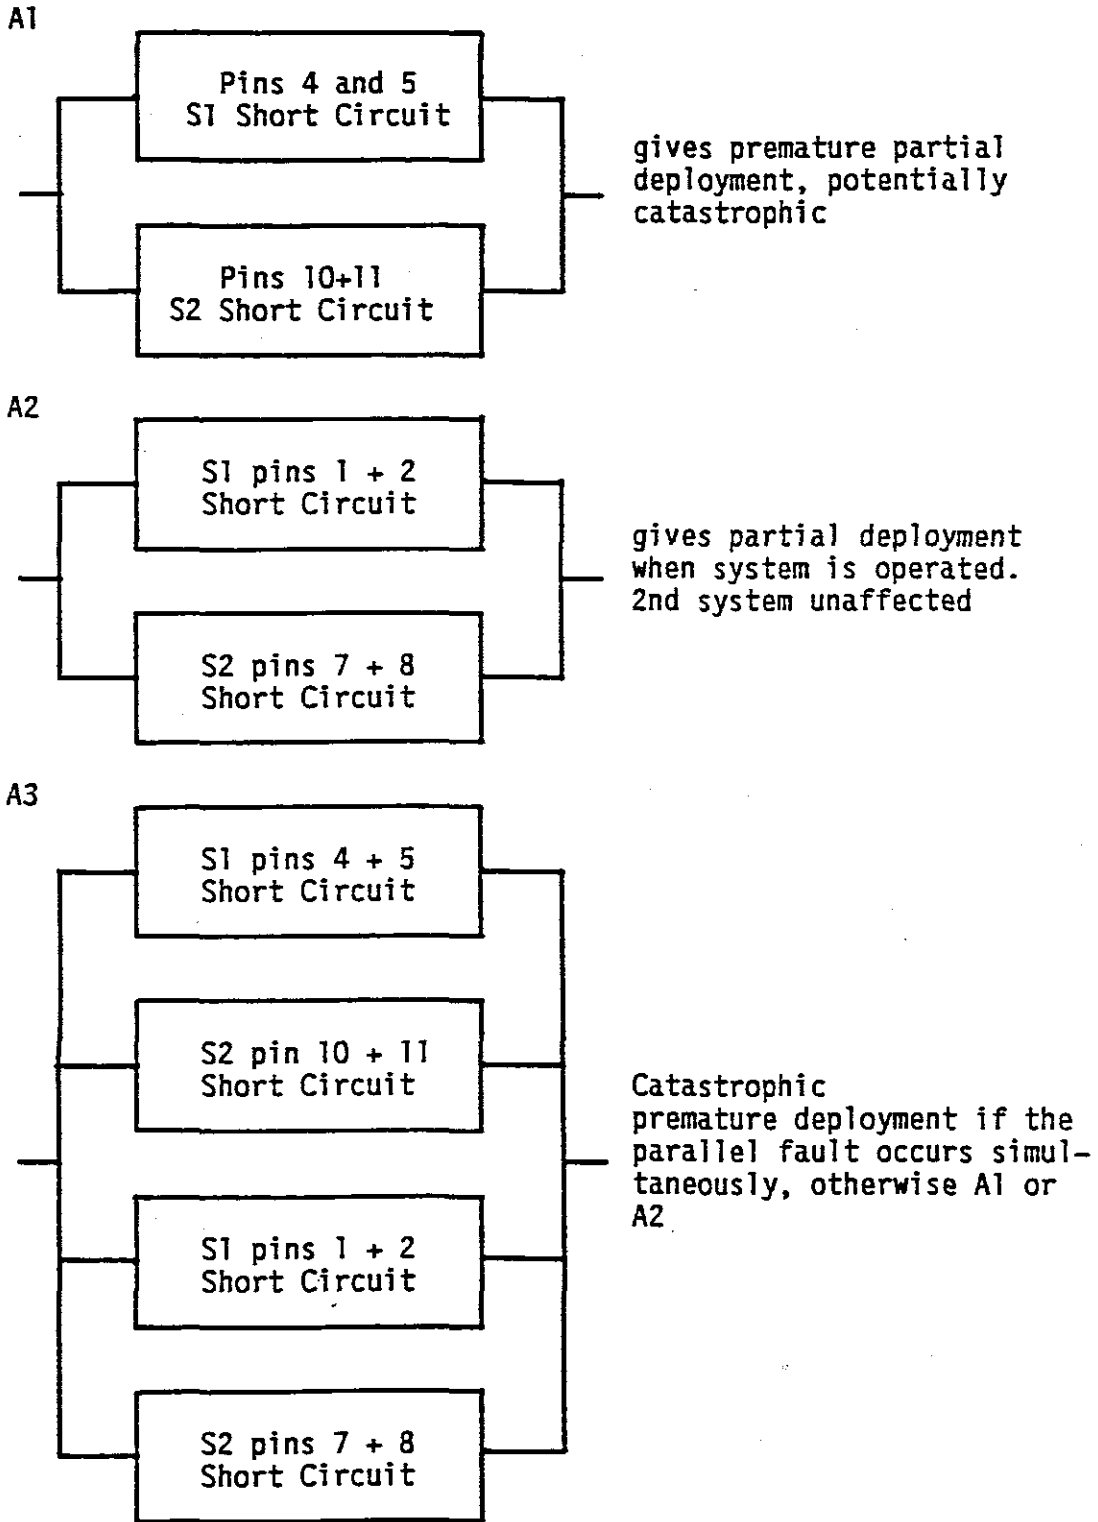 A1
Pins 4 and 5
S1 Short Circuit
gives premature partial
deployment, potentially
catastrophic
Pins 10+11
S2 Short Circuit
A2
S1 pins 1 + 2
Short Circuit
gives partial deployment
when system is operated.
2nd system unaffected
S2 pins 7 + 8
Short Circuit
A3
S1 pins 4 + 5
Short Circuit
S2 pin 10 + 11
Short Circuit
Catastrophic
premature deployment if the
parallel fault occurs simul-
taneously, otherwise A1 or
A2
S1 pins 1 + 2
Short Circuit
S2 pins 7 + 8
Short Circuit